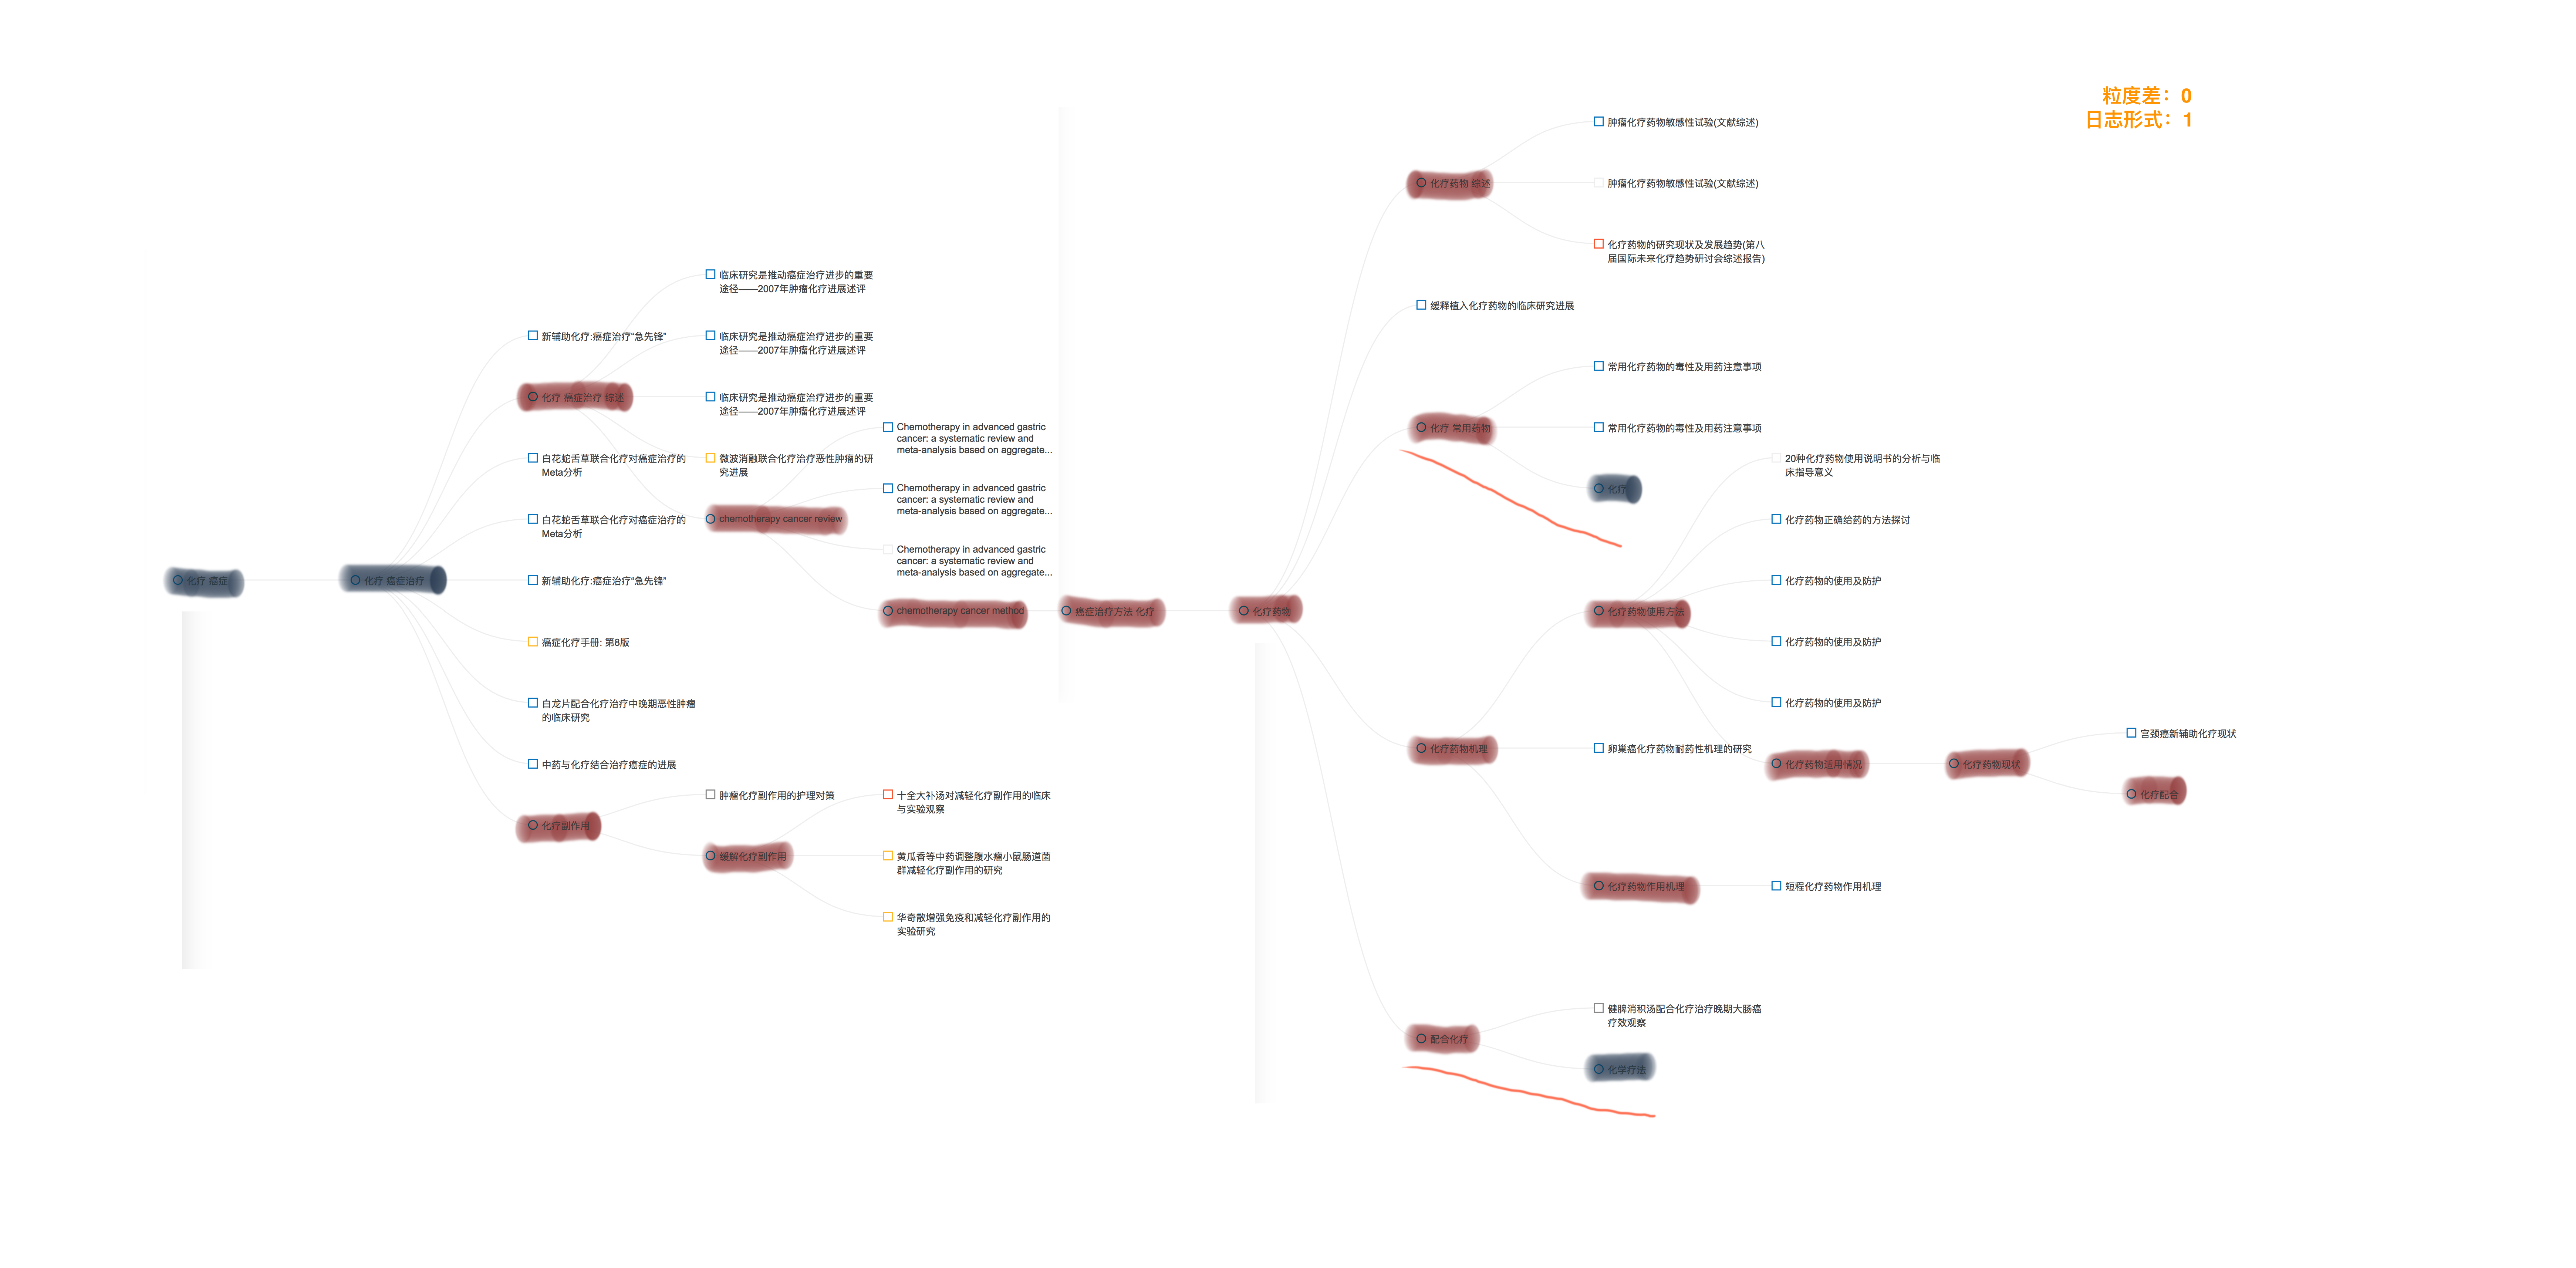 粒度差：0
日志形式：1
化疗 癌症
化疗 癌症治疗
新辅助化疗:癌症治疗“急先锋”
化疗 癌症治疗 综述
白花蛇舌草联合化疗对癌症治疗的
Meta分析
白花蛇舌草联合化疗对癌症治疗的
Meta分析
新辅助化疗:癌症治疗“急先锋”
癌症化疗手册: 第8版
白龙片配合化疗治疗中晚期恶性肿瘤
的临床研究
中药与化疗结合治疗癌症的进展
化疗副作用
临床研究是推动癌症治疗进步的重要
途径——2007年肿瘤化疗进展述评
临床研究是推动癌症治疗进步的重要
途径——2007年肿瘤化疗进展述评
临床研究是推动癌症治疗进步的重要
途径——2007年肿瘤化疗进展述评
微波消融联合化疗治疗恶性肿瘤的研
究进展
chemotherapy cancer review
肿瘤化疗副作用的护理对策
缓解化疗副作用
Chemotherapy in advanced gastric
cancer: a systematic review and
meta-analysis based on aggregate...
Chemotherapy in advanced gastric
cancer: a systematic review and
meta-analysis based on aggregate...
Chemotherapy in advanced gastric
cancer: a systematic review and
meta-analysis based on aggregate...
chemotherapy cancer method
十全大补汤对减轻化疗副作用的临床
与实验观察
黄瓜香等中药调整腹水瘤小鼠肠道菌
群减轻化疗副作用的研究
华奇散增强免疫和减轻化疗副作用的
实验研究
癌症治疗方法 化疗
化疗药物
化疗药物 综述
缓释植入化疗药物的临床研究进展
化疗 常用药物
化疗药物机理
配合化疗
肿瘤化疗药物敏感性试验(文献综述)
肿瘤化疗药物敏感性试验(文献综述)
化疗药物的研究现状及发展趋势(第八
届国际未来化疗趋势研讨会综述报告)
常用化疗药物的毒性及用药注意事项
常用化疗药物的毒性及用药注意事项
化疗
化疗药物使用方法
卵巢癌化疗药物耐药性机理的研究
化疗药物作用机理
健脾消积汤配合化疗治疗晚期大肠癌
疗效观察
化学疗法
20种化疗药物使用说明书的分析与临
床指导意义
化疗药物正确给药的方法探讨
化疗药物的使用及防护
化疗药物的使用及防护
化疗药物的使用及防护
化疗药物适用情况
短程化疗药物作用机理
化疗药物现状
宫颈癌新辅助化疗现状
化疗配合